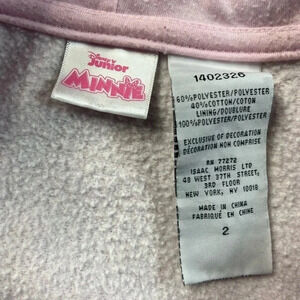 Disney
Junior
MINNIE
1402326
60%POLYESTER/POLYESTER
40%COTTON/COTON
LINING/DOUBLURE
100%POLYESTER/POLYESTER
EXCLUSIVE OF DECORATION
DÉCORATION NON COMPRISE
RN 77272
ISAAC MORRIS LTD
48 WEST 37TH STREET,
3RD FLOOR
NEW YORK, NY 10018
MADE IN CHINA
FABRIQUÉ EN CHINE
2